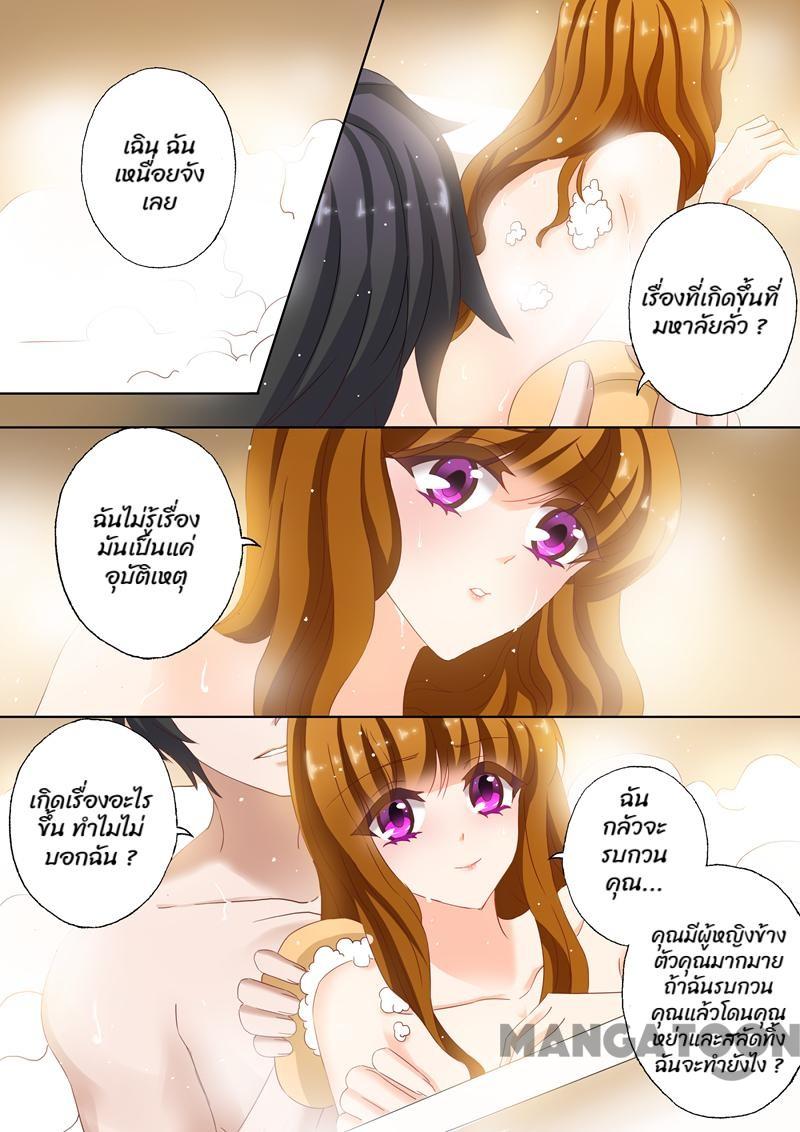 เฉิน ฉัน
เหนื่อยจัง
เลย
เรื่องที่เกิดขึ้นที่
มหาลัยลั่ว ?
ฉันไม่รู้เรื่อง
มันเป็นแค่
อุบัติเหตุ
เกิดเรื่องอะไร
ขึ้น ทำไมไม่
บอกฉัน ?
ฉัน
กลัวจะ
รบกวน
คุณ...
คุณมีผู้หญิงข้าง
ตัวคุณมากมาย
ถ้าฉันรบกวน
คุณแล้วโดนคุณ
หย่าและสลัดทิ้ง
ฉันจะทำยังไง ?
MANGATOON